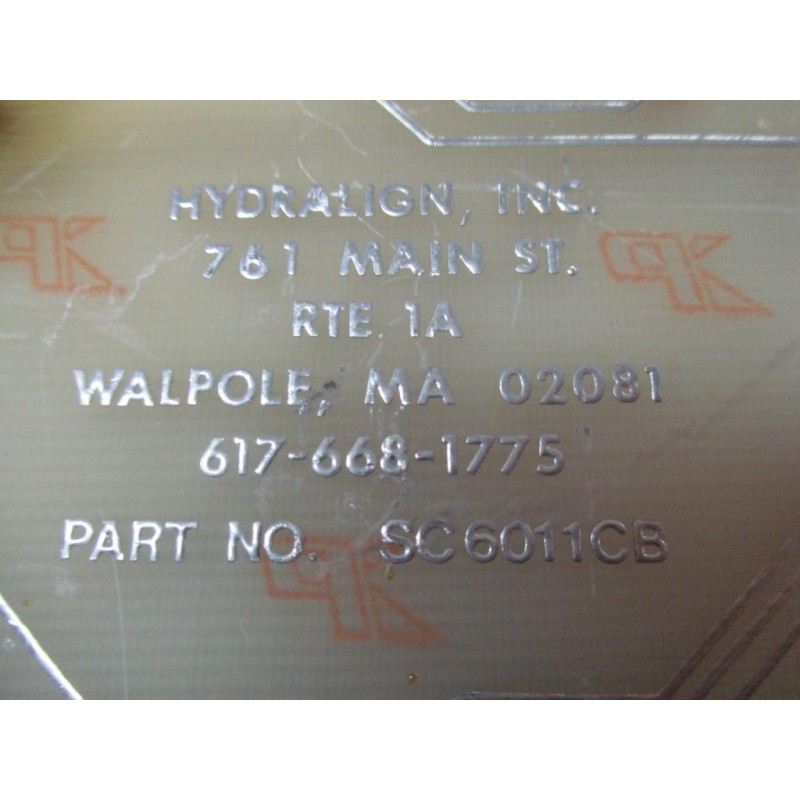 HYDRALIGN, INC.
761 MAIN ST.
RTE. 1A
WALPOLE, MA 02081
617-668-1775
PART NO. SC6011CB